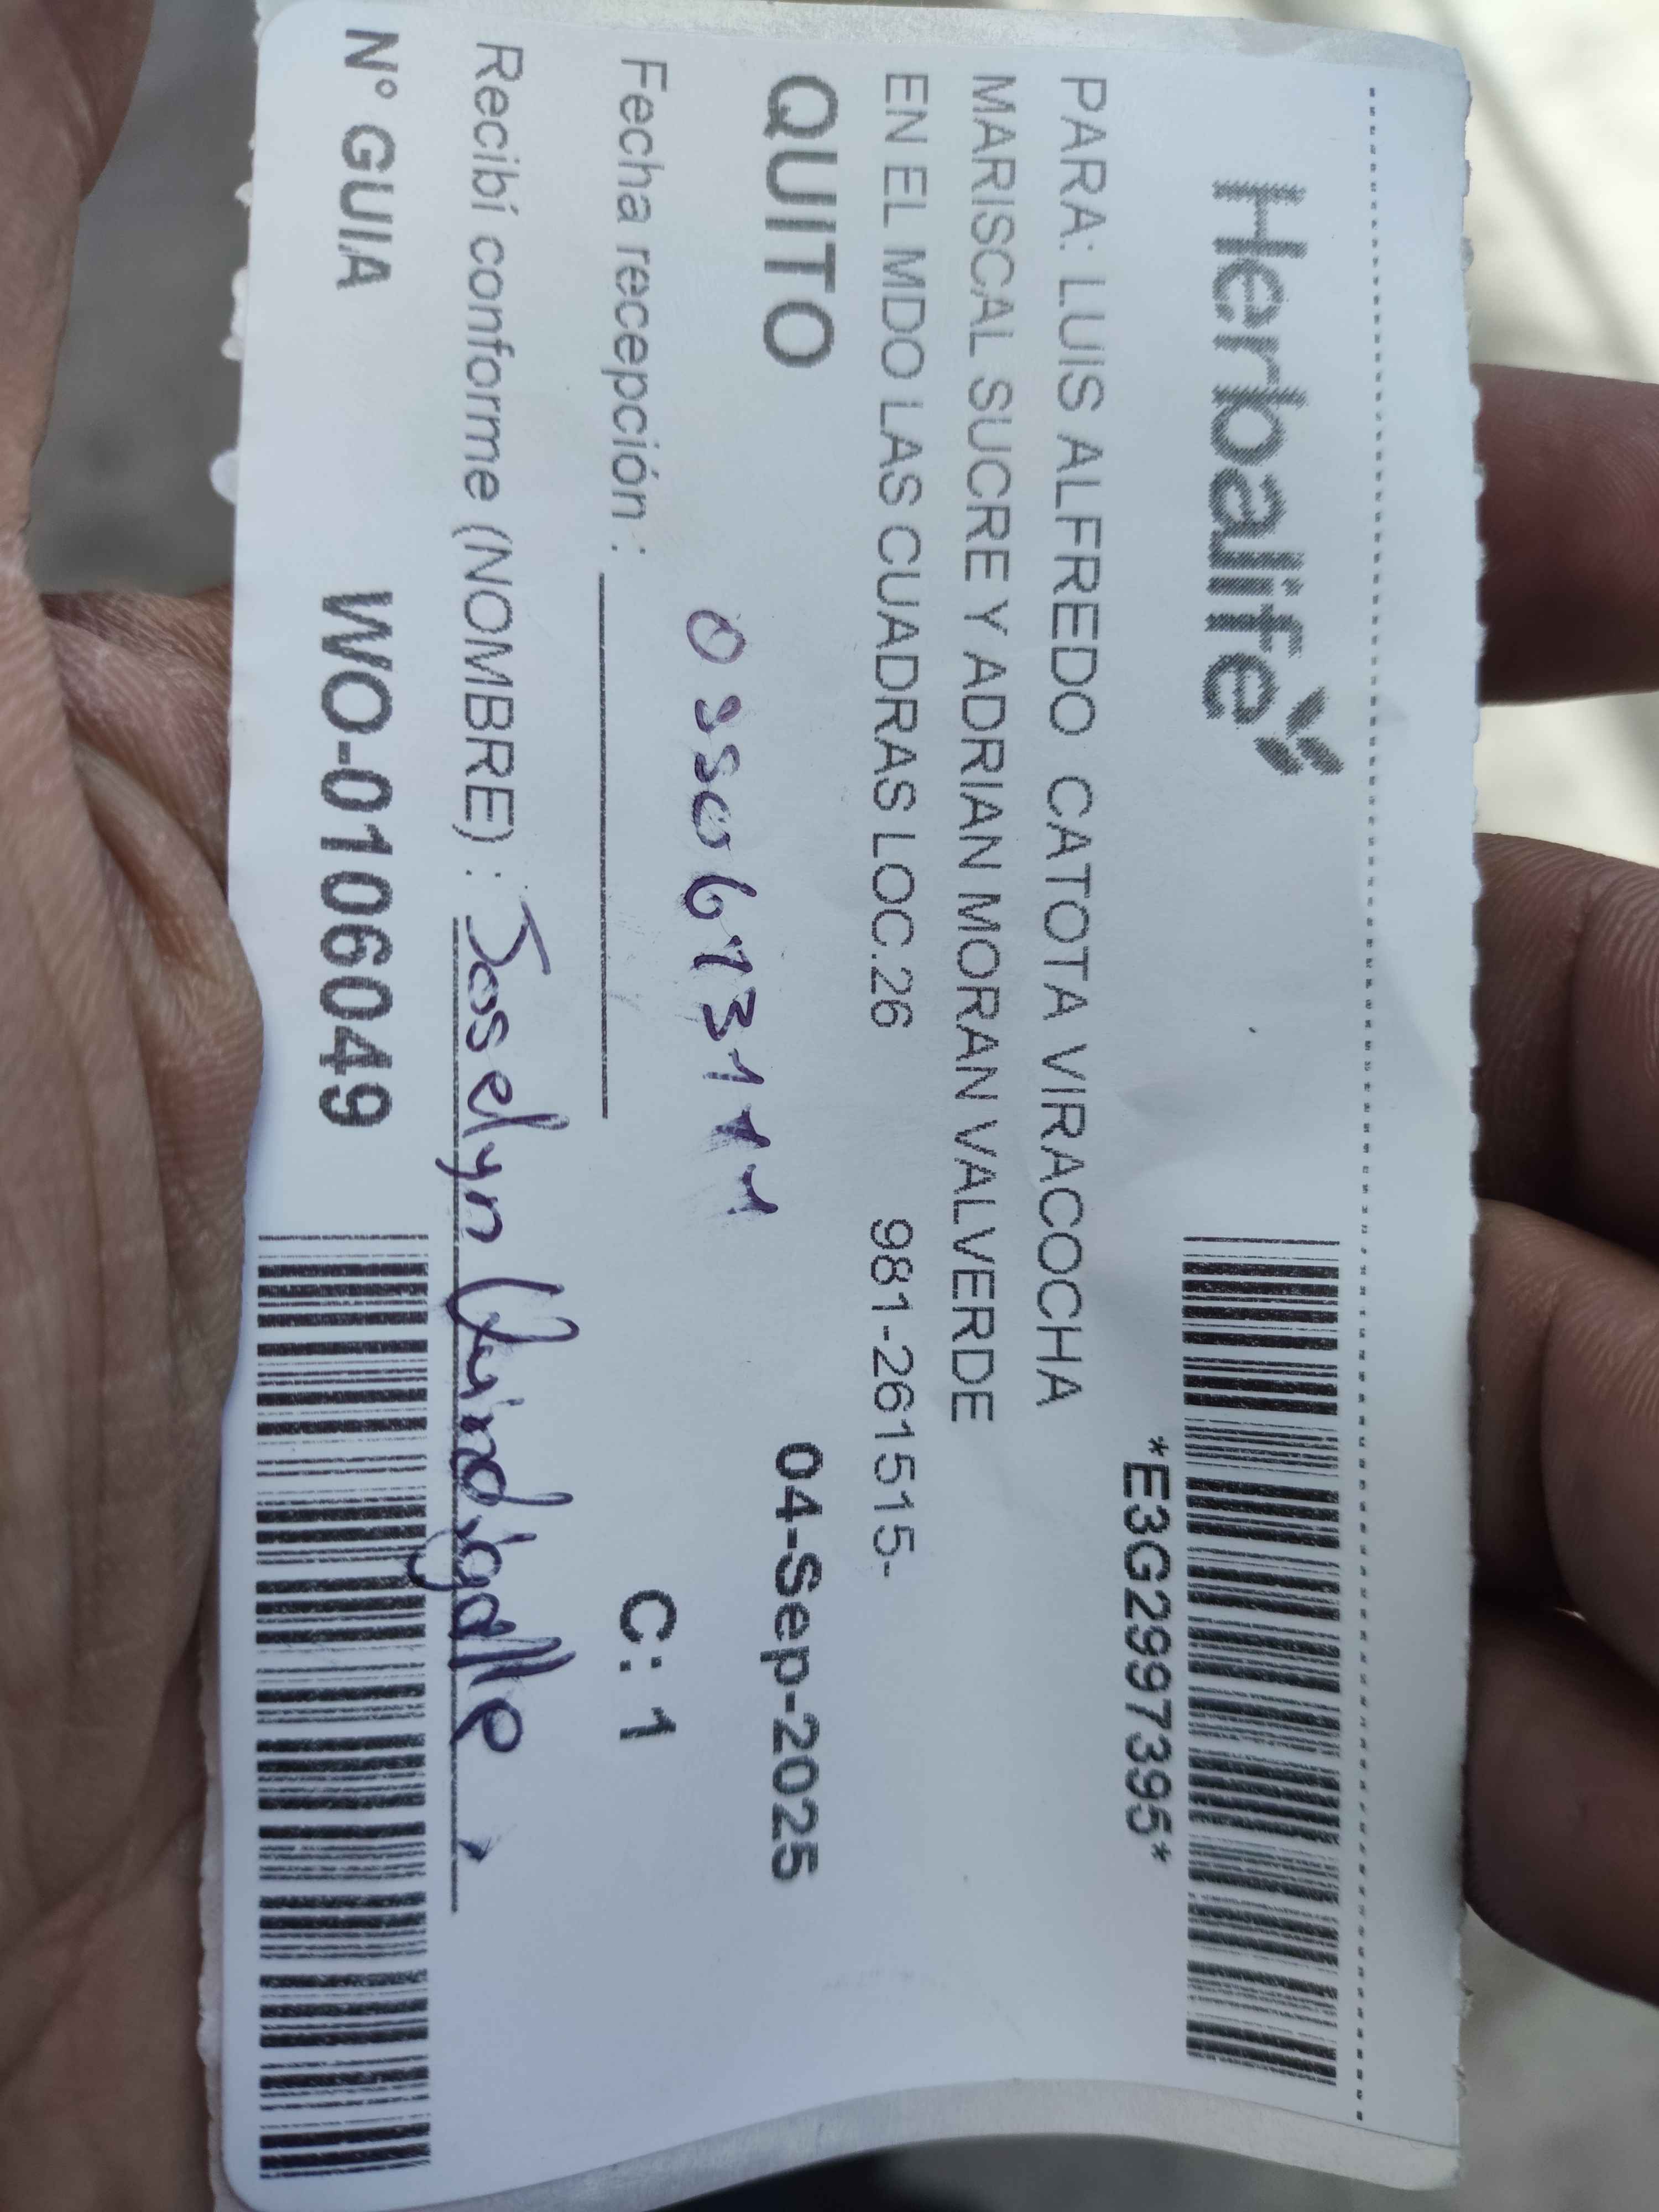 Herbalife
*E3G2997395*
PARA: LUIS ALFREDO CATOTA VIRACOCHA
MARISCAL SUCRE Y ADRIAN MORAN VALVERDE
EN EL MDO LAS CUADRAS LOC.26 981-261515-
QUITO 04-Sep-2025
Fecha recepción : C: 1
Recibí conforme (NOMBRE) : Joselyn
N° GUIA WO-0106049